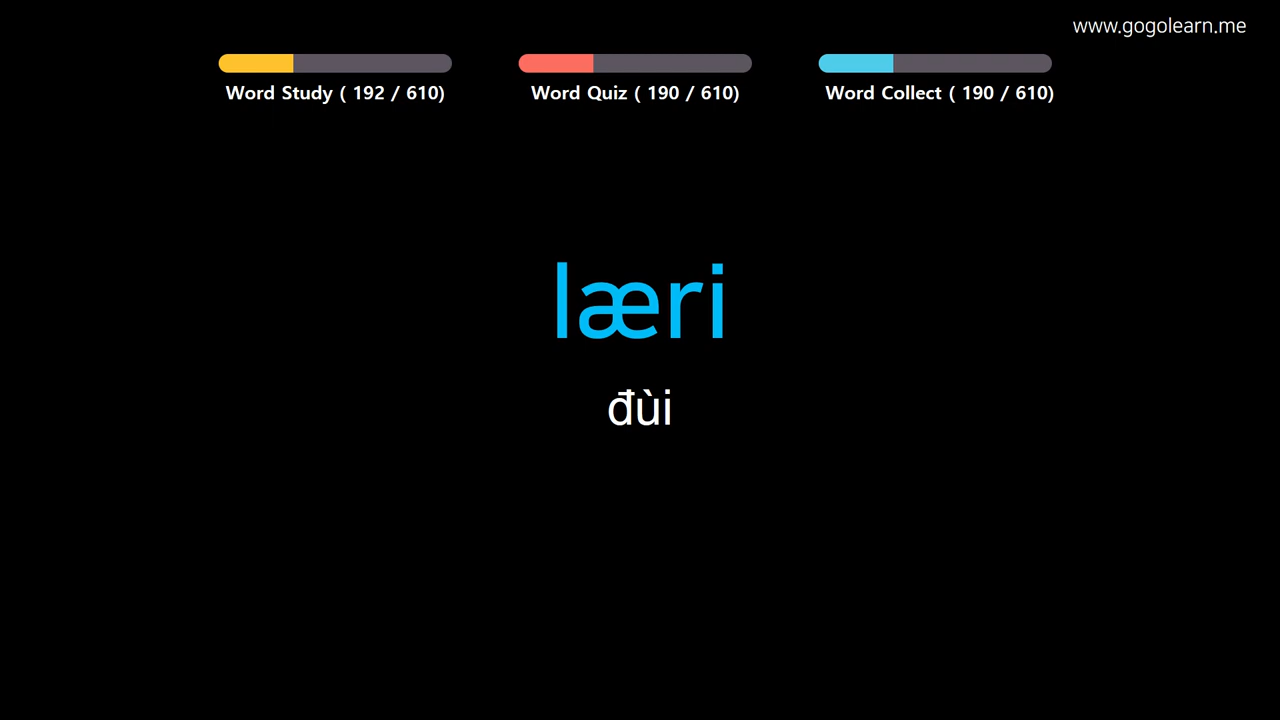 www.gogolearn.me
Word Study ( 192 / 610)
Word Quiz ( 190 / 610)
Word Collect ( 190 / 610)
læri
đùi